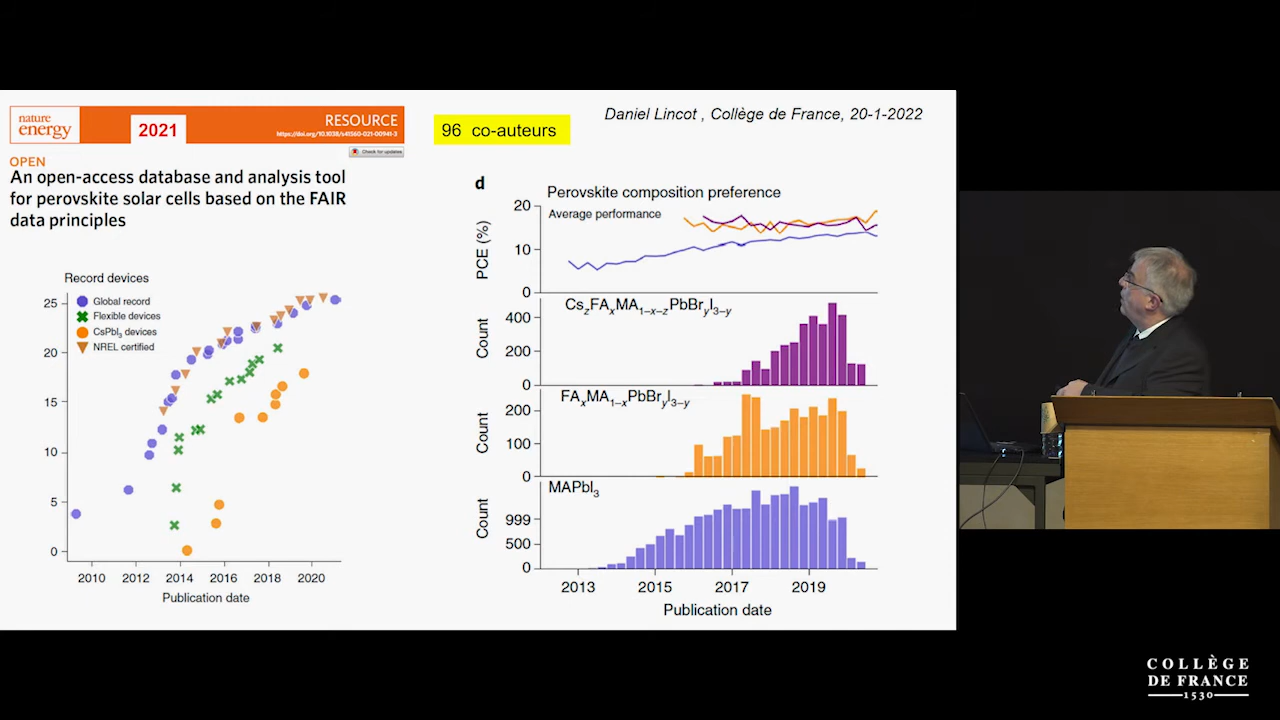 nature
energy
2021
RESOURCE
https://doi.org/10.1038/s41560-021-00941-3
Check for updates
96 co-auteurs
Daniel Lincot , Collège de France, 20-1-2022
OPEN
An open-access database and analysis tool
for perovskite solar cells based on the FAIR
data principles
Record devices
Global record
Flexible devices
CsPbI3 devices
NREL certified
25
20
15
10
5
0
2010 2012 2014 2016 2018 2020
Publication date
d
Perovskite composition preference
Average performance
PCE (%)
20
10
0
CszFAxMA1–x–zPbBryI3–y
Count
400
200
0
FAxMA1–xPbBryI3–y
Count
200
100
0
MAPbI3
Count
999
500
0
2013 2015 2017 2019
Publication date
COLLÈGE
DE FRANCE
1530